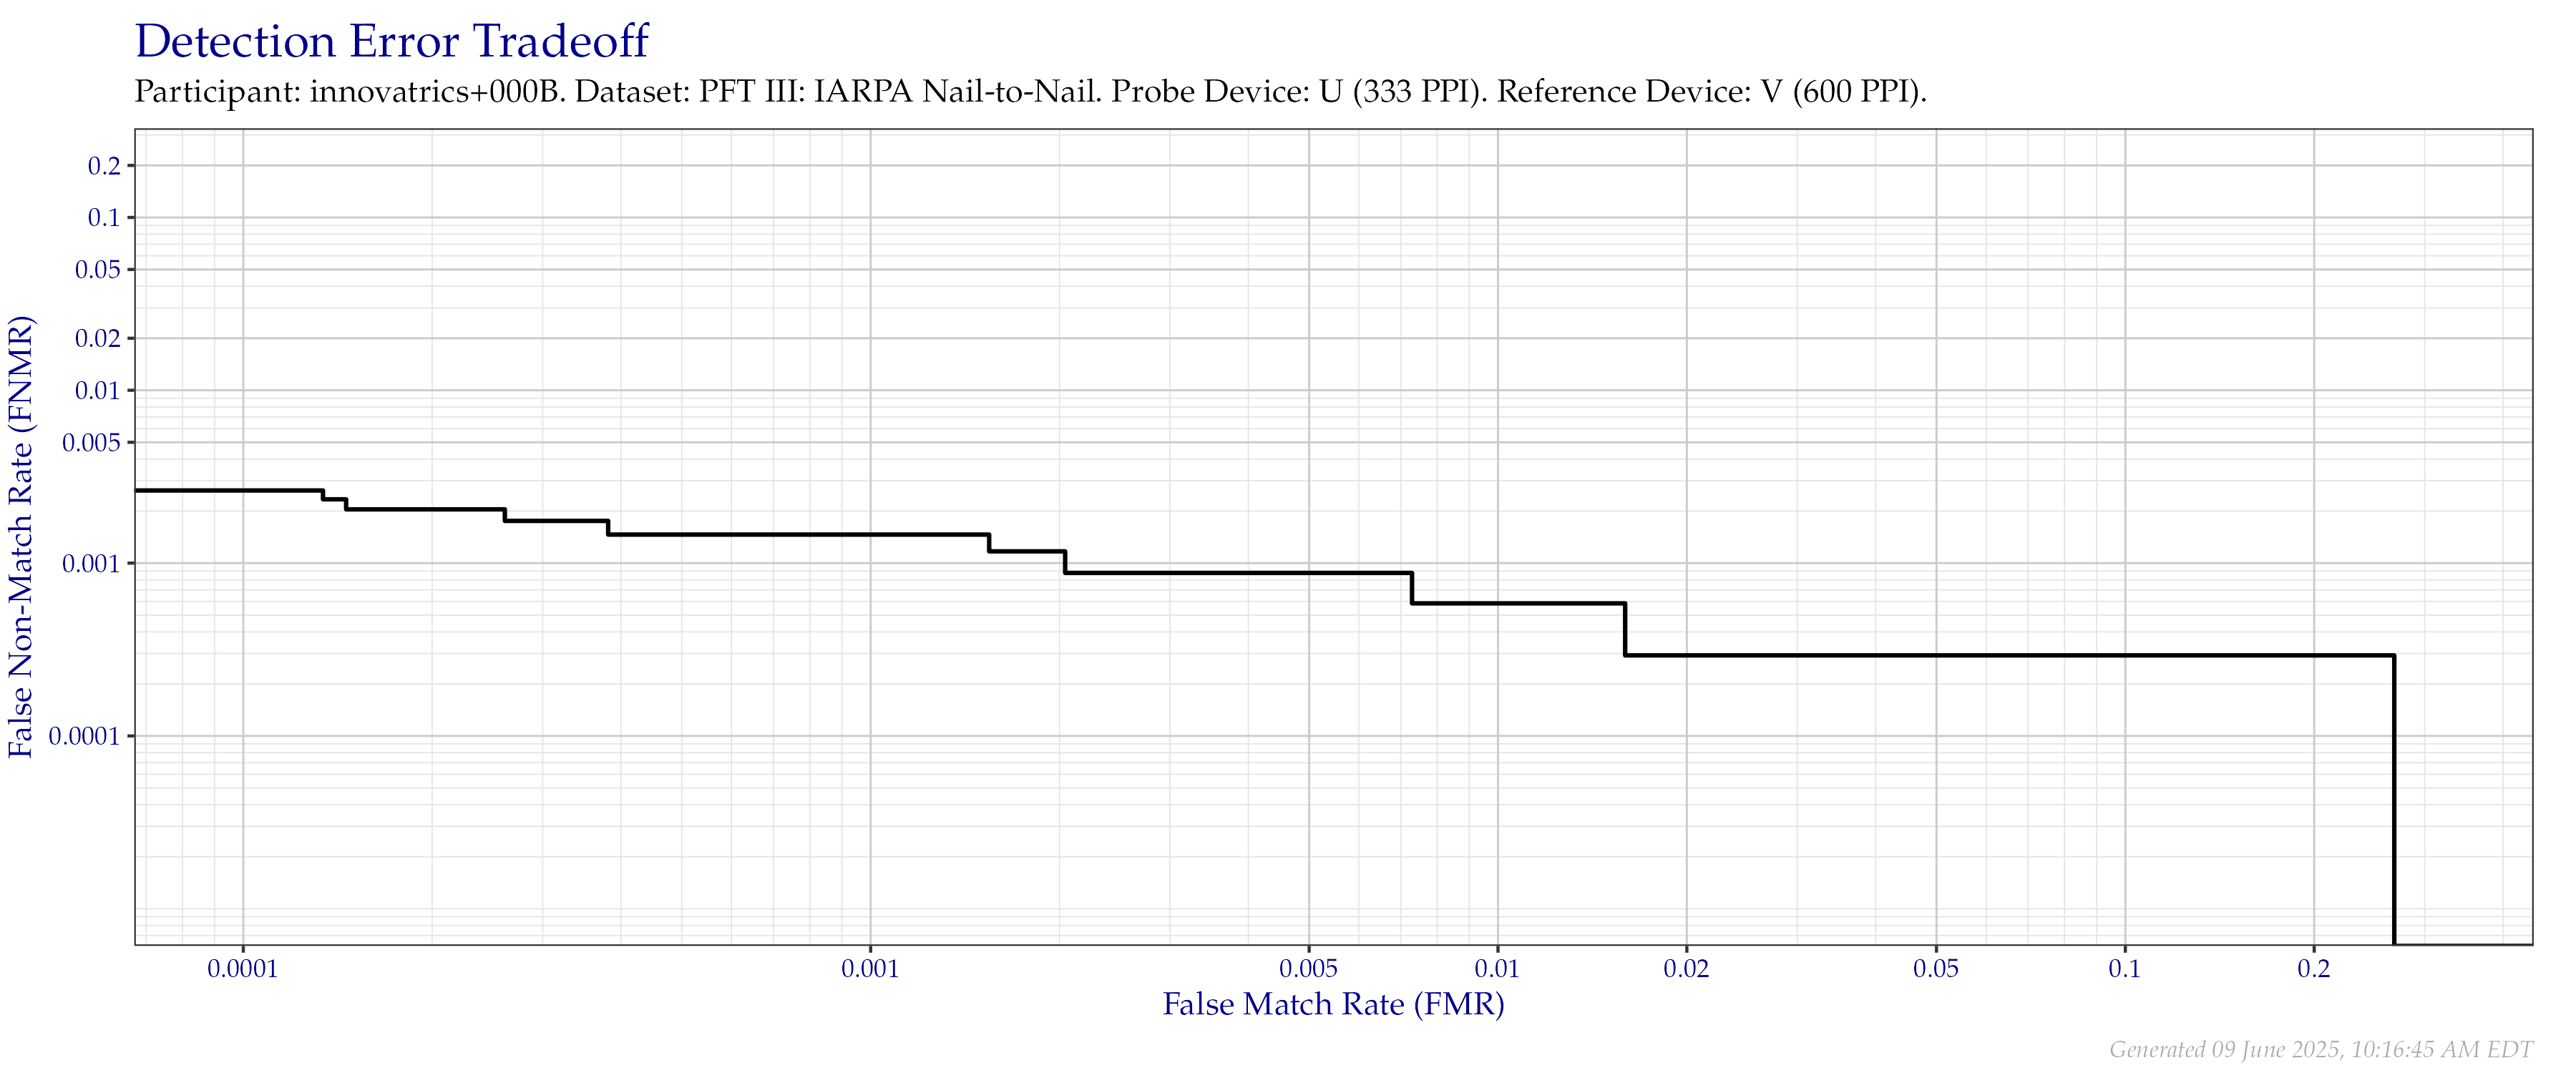 Detection Error Tradeoff
Participant: innovatrics+000B. Dataset: PFT III: IARPA Nail-to-Nail. Probe Device: U (333 PPI). Reference Device: V (600 PPI).
False Non-Match Rate (FNMR)
0.2
0.1
0.05
0.02
0.01
0.005
0.001
0.0001
0.0001 0.001 0.005 0.01 0.02 0.05 0.1 0.2
False Match Rate (FMR)
Generated 09 June 2025, 10:16:45 AM EDT